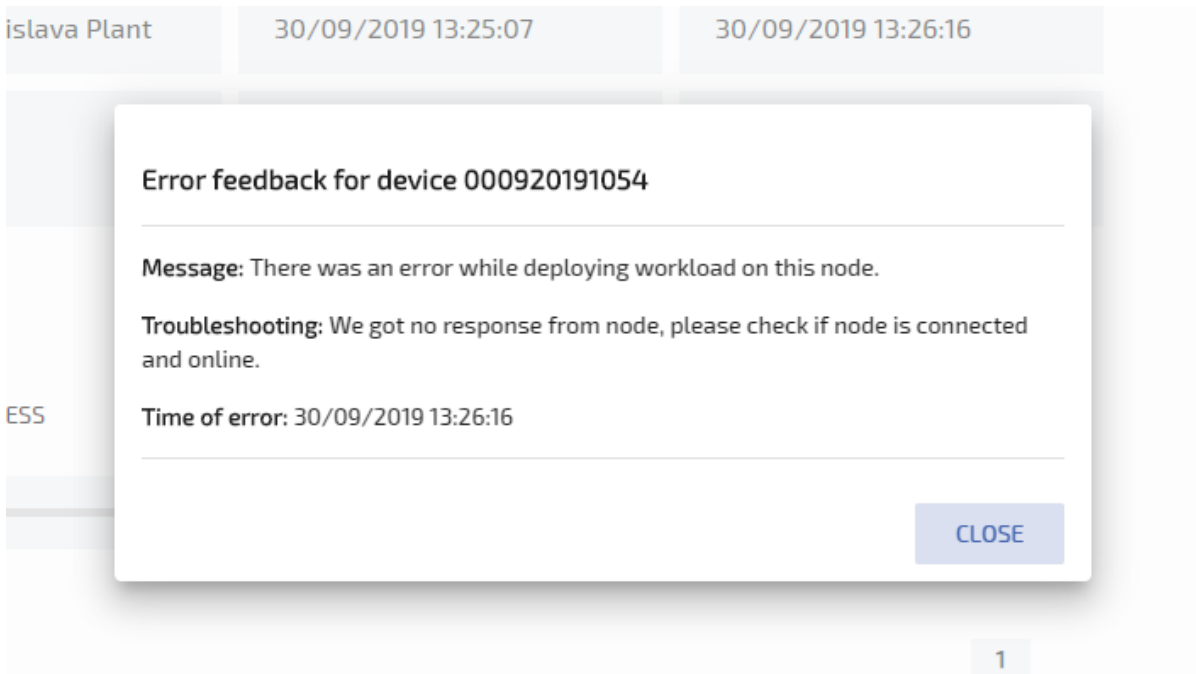 islava Plant 30/09/2019 13:25:07 30/09/2019 13:26:16
Error feedback for device 000920191054
Message: There was an error while deploying workload on this node.
Troubleshooting: We got no response from node, please check if node is connected
and online.
ESS
Time of error: 30/09/2019 13:26:16
CLOSE
1